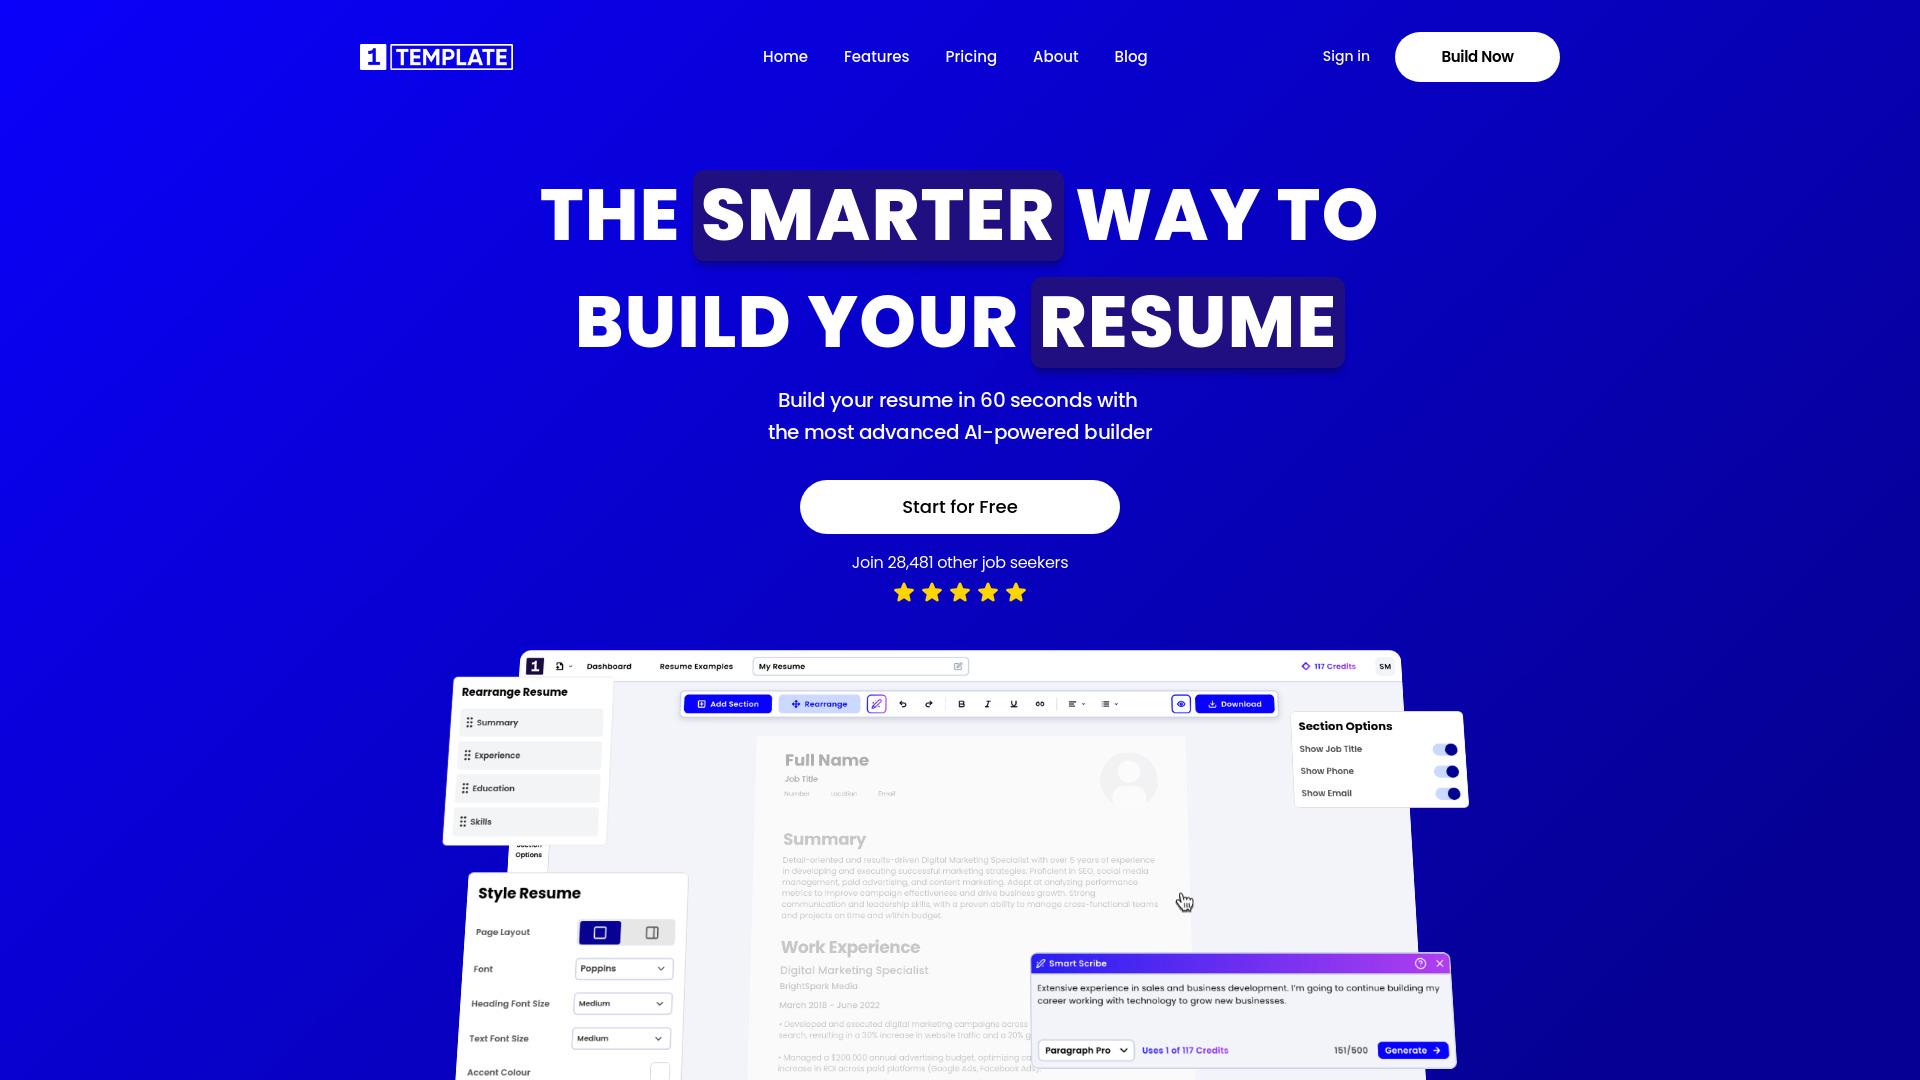 1 TEMPLATE
Home Features Pricing About Blog
Sign in
Build Now
THE SMARTER WAY TO
BUILD YOUR RESUME
Build your resume in 60 seconds with
the most advanced AI-powered builder
Start for Free
Join 28,481 other job seekers
1 Dashboard Resume Examples My Resume 117 Credits SM
Rearrange Resume
Summary
Experience
Education
Skills
Add Section Rearrange B I U Download
Section Options
Show Job Title
Show Phone
Show Email
Section
Options
Full Name
Job Title
Number Location Email
Summary
Detail-oriented and results-driven Digital Marketing Specialist with over 5 years of experience
in developing and executing successful marketing strategies. Proficient in SEO, social media
management, paid advertising, and content marketing. Adept at analyzing performance
metrics to improve campaign effectiveness and drive business growth. Strong
communication and leadership skills, with a proven ability to manage cross-functional teams
and projects on time and within budget.
Work Experience
Digital Marketing Specialist
BrightSpark Media
March 2018 - June 2022
• Developed and executed digital marketing campaigns across
search, resulting in a 30% increase in website traffic and a 20%
• Managed a $200,000 annual advertising budget, optimizing
increase in ROI across paid platforms (Google Ads, Facebook Ads).
Style Resume
Page Layout
Font Poppins
Heading Font Size Medium
Text Font Size Medium
Accent Colour
Smart Scribe
Extensive experience in sales and business development. I'm going to continue building my
career working with technology to grow new businesses.
Paragraph Pro Uses 1 of 117 Credits 151/500 Generate